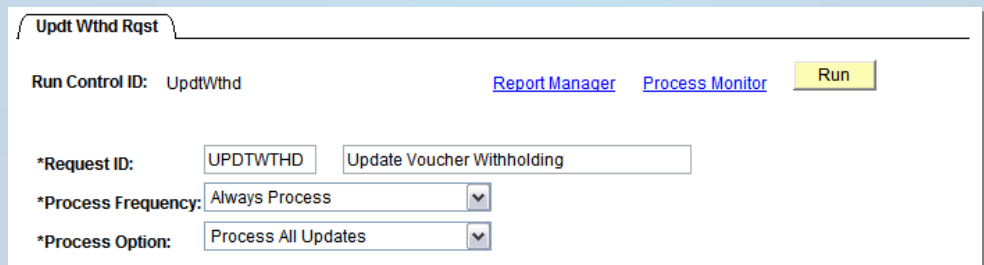 Updt Wthd Rqst
Run Control ID: UpdtWthd Report Manager Process Monitor Run
*Request ID: UPDTWTHD Update Voucher Withholding
*Process Frequency: Always Process
*Process Option: Process All Updates